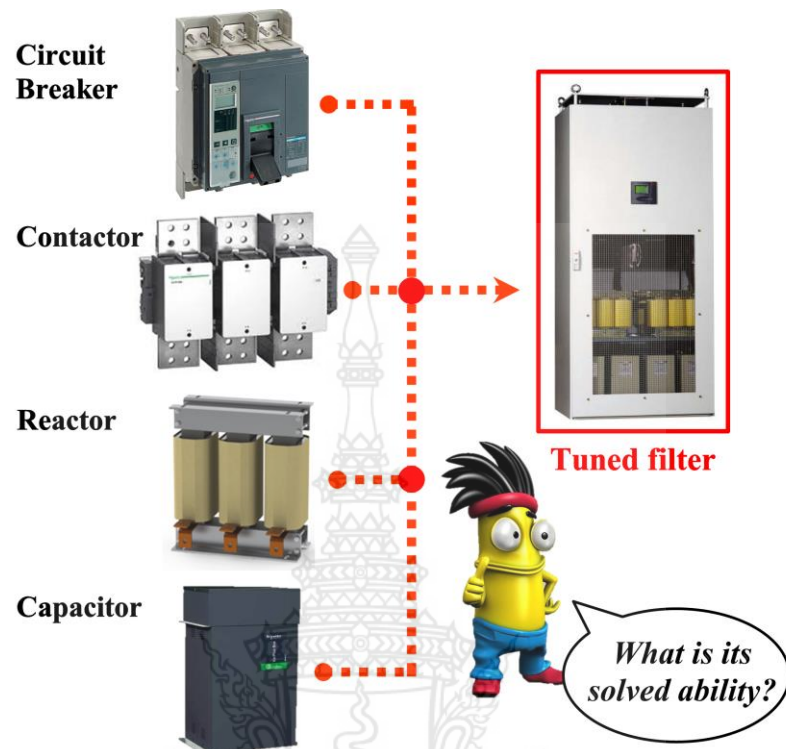 Circuit
Breaker
Contactor
Reactor
Capacitor
Tuned filter
What is its
solved ability?